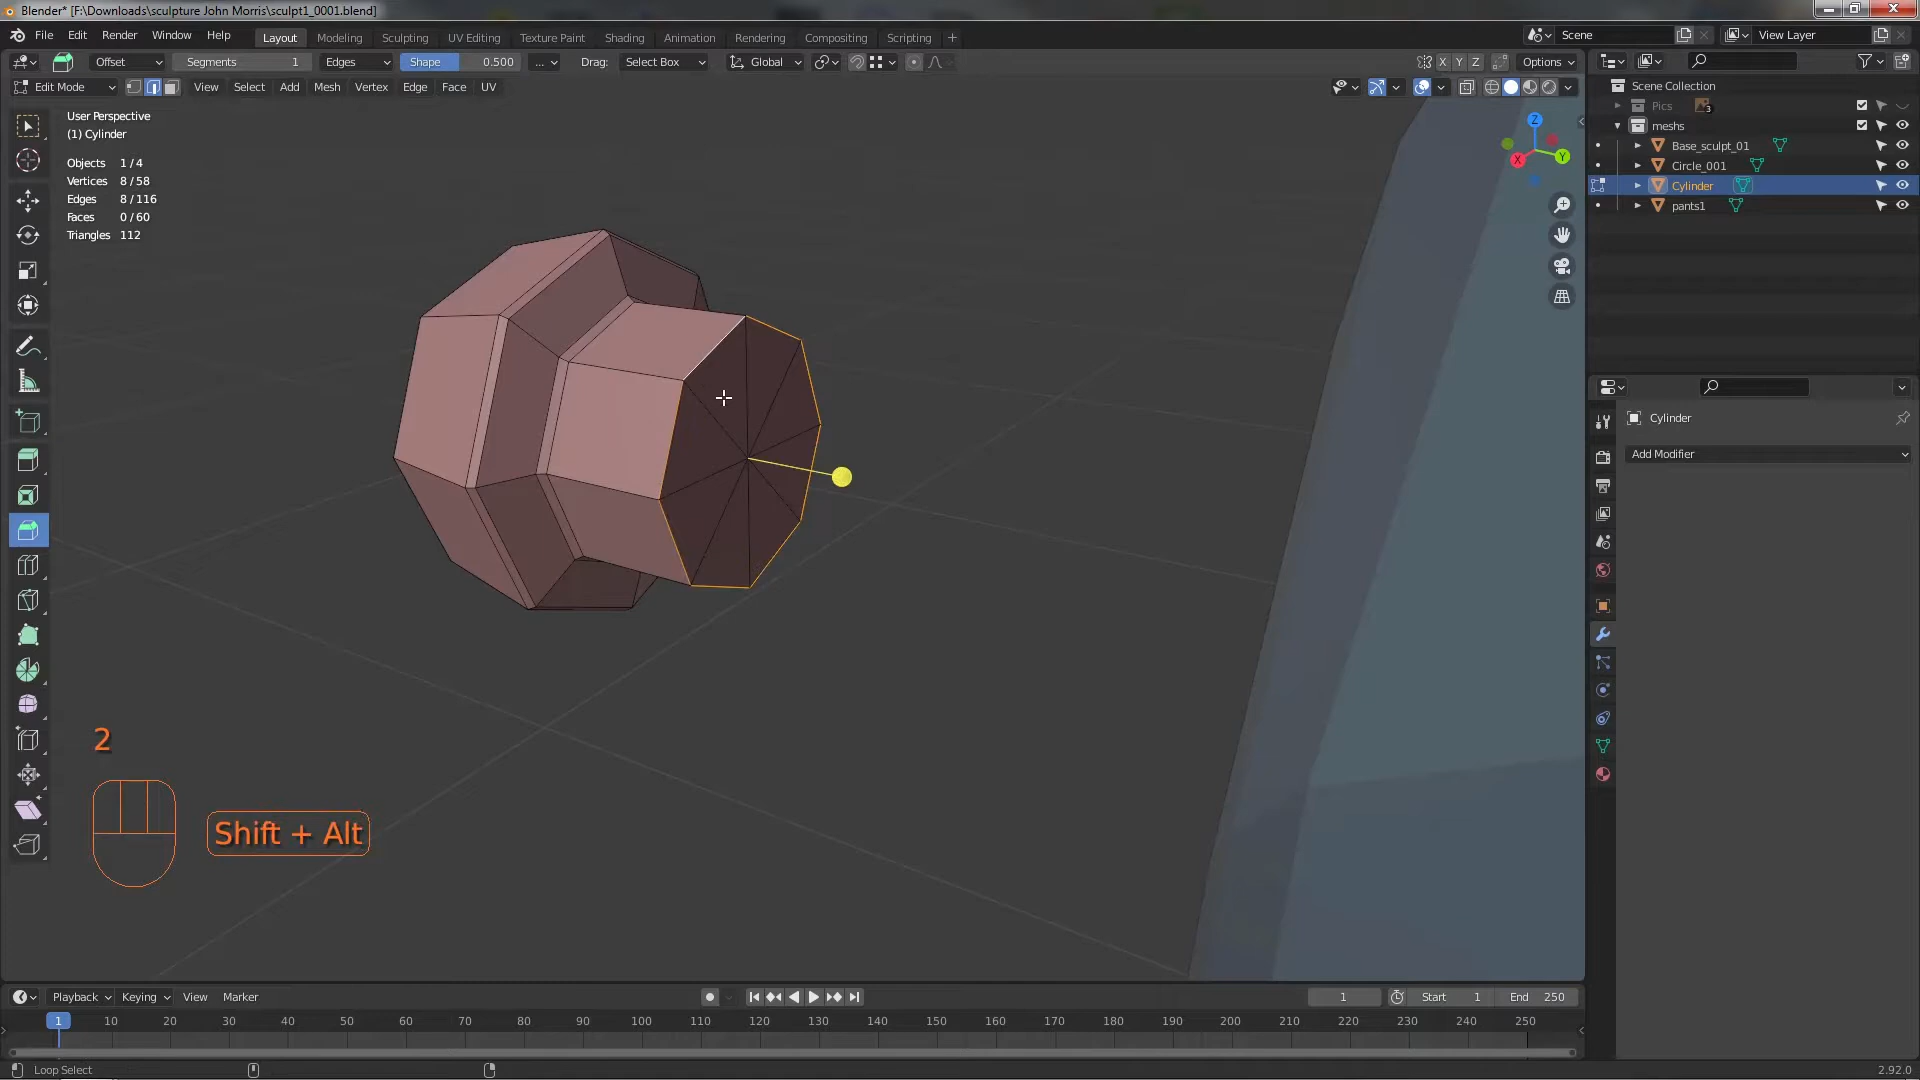 Blender* [F:\Downloads\sculpture John Morris\sculpt1_0001.blend]
File Edit Render Window Help Layout Modeling Sculpting UV Editing Texture Paint Shading Animation Rendering Compositing Scripting + Scene View Layer
Offset Segments 1 Edges Shape 0.500 ... Drag: Select Box Global X Y Z Options
Edit Mode View Select Add Mesh Vertex Edge Face UV
User Perspective
(1) Cylinder
Objects 1 / 4
Vertices 8 / 58
Edges 8 / 116
Faces 0 / 60
Triangles 112
Z
X
Y
Scene Collection
Pics 3
meshs
Base_sculpt_01
Circle_001
Cylinder
pants1
Cylinder
Add Modifier
2
Shift + Alt
Playback Keying View Marker 1 Start 1 End 250
1 10 20 30 40 50 60 70 80 90 100 110 120 130 140 150 160 170 180 190 200 210 220 230 240 250
Loop Select 2.92.0